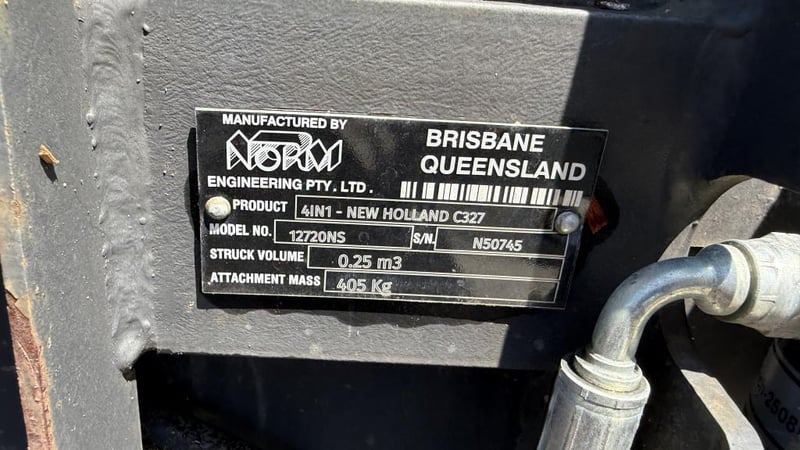 MANUFACTURED BY
NORM
ENGINEERING PTY. LTD.
BRISBANE
QUEENSLAND
PRODUCT 4IN1 - NEW HOLLAND C327
MODEL NO. 12720NS S/N. N50745
STRUCK VOLUME 0.25 m3
ATTACHMENT MASS 405 Kg